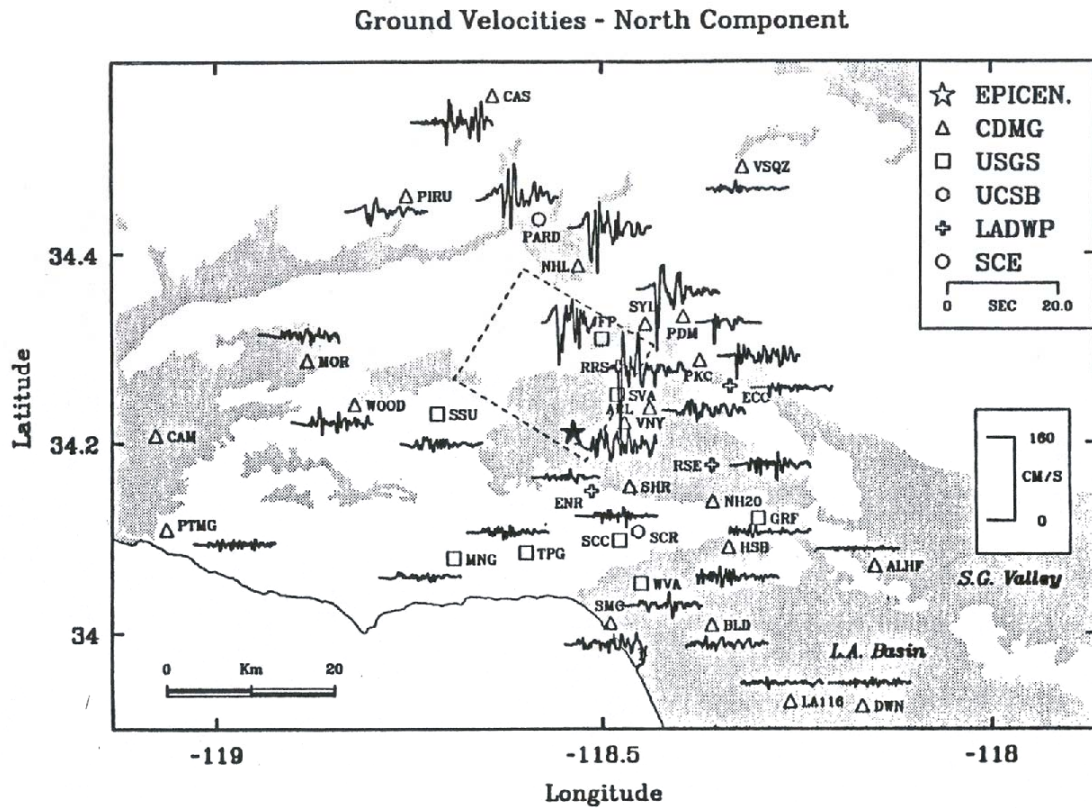 Ground Velocities - North Component
EPICEN.
CDMG
USGS
UCSB
LADWP
SCE
0 SEC 20.0
CAS
VSQZ
PIRU
PARD
NHL
SYL
PDM
JFP
RRS
PKC
ECC
SVA
VNY
MOR
WOOD
SSU
CAM
RSE
SHR
ENR
NH20
GRF
PTMG
SCC
SCR
HSB
ALHF
MNG
TPG
WVA
SMC
BLD
LA116
DWN
160
CM/S
0
S.G. Valley
L.A. Basin
0 Km 20
34.4
34.2
34
Latitude
-119
-118.5
-118
Longitude